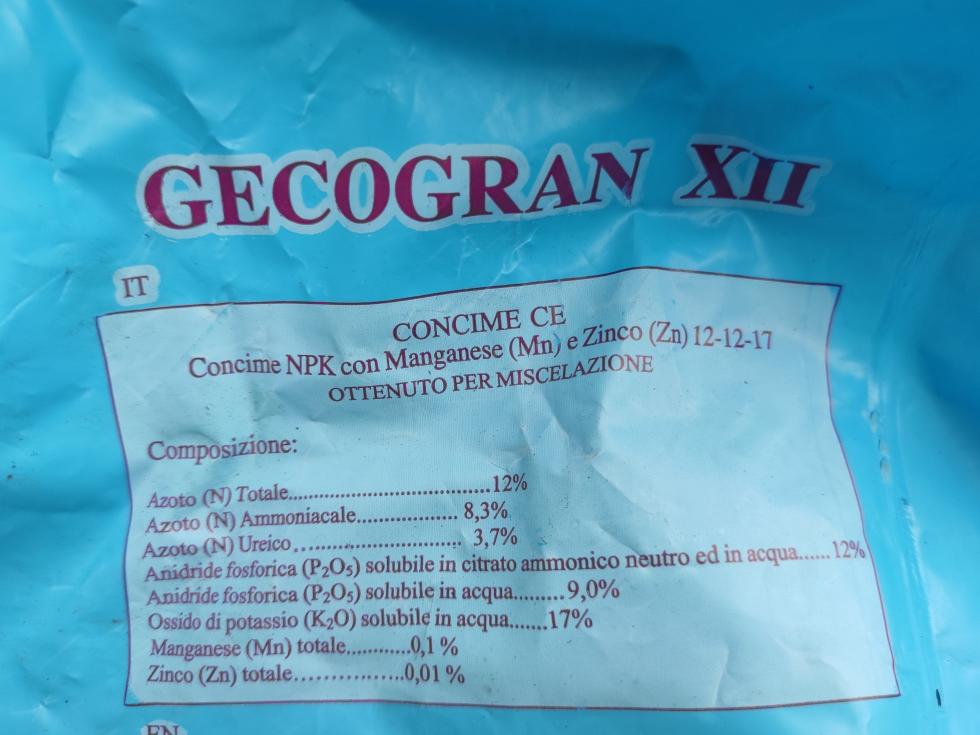 GECOGRAN XII
IT
CONCIME CE
Concime NPK con Manganese (Mn) e Zinco (Zn) 12-12-17
OTTENUTO PER MISCELAZIONE
Composizione:
Azoto (N) Totale..................................... 12%
Azoto (N) Ammoniacale.................. 8,3%
Azoto (N) Ureico............................... 3,7%
Anidride fosforica (P₂O₅) solubile in citrato ammonico neutro ed in acqua...... 12%
Anidride fosforica (P₂O₅) solubile in acqua.........9,0%
Ossido di potassio (K₂O) solubile in acqua.......17%
Manganese (Mn) totale............0,1 %
Zinco (Zn) totale..................0,01 %
EN